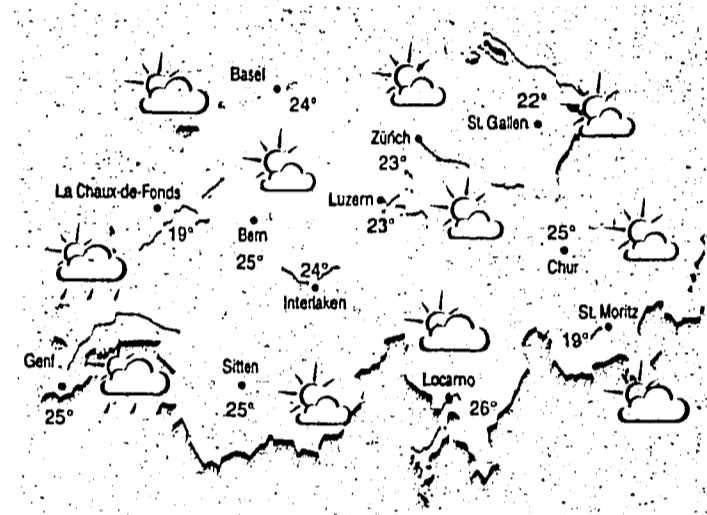 Basel
24°
22°
St. Gallen
Zürich
23°
La Chaux-de-Fonds
19°
Luzern
23°
Bern
25°
25°
Chur
24°
Interlaken
St. Moritz
19°
Genf
25°
Sitten
25°
Locarno
26°